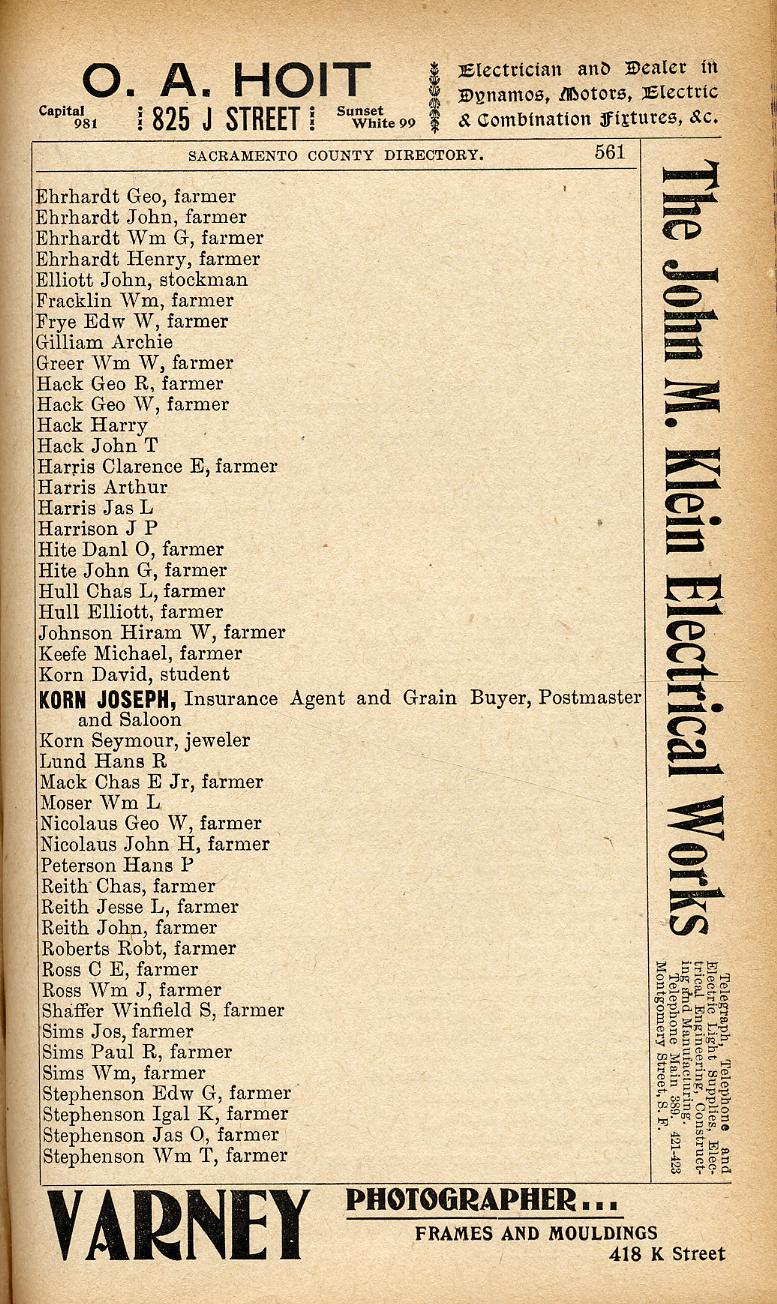 O. A. HOIT
Capital 981
825 J STREET
Sunset White 99
Electrician and Dealer in
Dynamos, Motors, Electric
& Combination Fixtures, &c.
SACRAMENTO COUNTY DIRECTORY. 561
Ehrhardt Geo, farmer
Ehrhardt John, farmer
Ehrhardt Wm G, farmer
Ehrhardt Henry, farmer
Elliott John, stockman
Fracklin Wm, farmer
Frye Edw W, farmer
Gilliam Archie
Greer Wm W, farmer
Hack Geo R, farmer
Hack Geo W, farmer
Hack Harry
Hack John T
Harris Clarence E, farmer
Harris Arthur
Harris Jas L
Harrison J P
Hite Danl O, farmer
Hite John G, farmer
Hull Chas L, farmer
Hull Elliott, farmer
Johnson Hiram W, farmer
Keefe Michael, farmer
Korn David, student
KORN JOSEPH, Insurance Agent and Grain Buyer, Postmaster
and Saloon
Korn Seymour, jeweler
Lund Hans R
Mack Chas E Jr, farmer
Moser Wm L
Nicolaus Geo W, farmer
Nicolaus John H, farmer
Peterson Hans P
Reith Chas, farmer
Reith Jesse L, farmer
Reith John, farmer
Roberts Robt, farmer
Ross C E, farmer
Ross Wm J, farmer
Shaffer Winfield S, farmer
Sims Jos, farmer
Sims Paul R, farmer
Sims Wm, farmer
Stephenson Edw G, farmer
Stephenson Igal K, farmer
Stephenson Jas O, farmer
Stephenson Wm T, farmer
The John M. Klein Electrical Works
Telegraph, Telephone and
Electric Light Supplies, Elec-
trical Engineering, Construct-
ing and Manufacturing.
Telephone Main 389. 421-423
Montgomery Street, S. F.
VARNEY
PHOTOGRAPHER...
FRAMES AND MOULDINGS
418 K Street